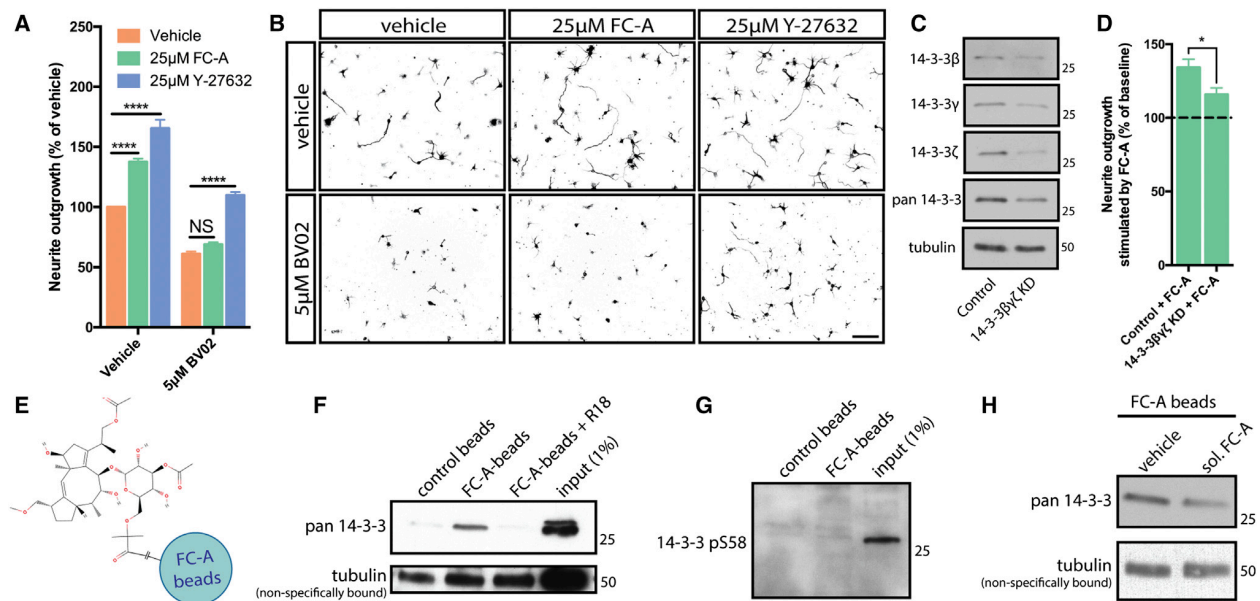 A
Vehicle
25μM FC-A
25μM Y-27632
Neurite outgrowth (% of vehicle)
250
200
150
100
50
0
****
****
NS
****
Vehicle
5μM BV02
B
vehicle
25μM FC-A
25μM Y-27632
vehicle
5μM BV02
C
14-3-3β
25
14-3-3γ
25
14-3-3ζ
25
pan 14-3-3
25
tubulin
50
Control
14-3-3βγζ KD
D
Neurite outgrowth
stimulated by FC-A (% of baseline)
150
100
50
0
*
Control + FC-A
14-3-3βγζ KD + FC-A
E
FC-A
beads
F
control beads
FC-A-beads
FC-A-beads + R18
input (1%)
pan 14-3-3
25
tubulin
(non-specifically bound)
50
G
control beads
FC-A-beads
input (1%)
14-3-3 pS58
25
H
FC-A beads
vehicle
sol. FC-A
pan 14-3-3
25
tubulin
(non-specifically bound)
50